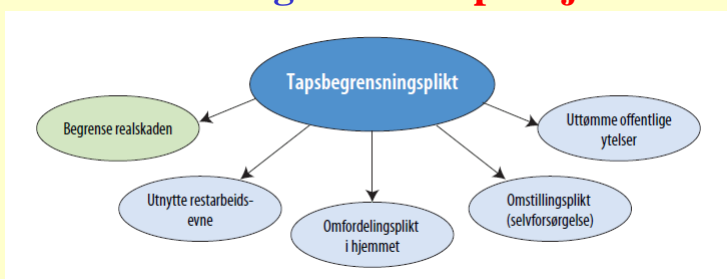 Tapsbegrensningsplikt
Begrense realskaden
Uttømme offentlige
ytelser
Utnytte restarbeids-
evne
Omfordelingsplikt
i hjemmet
Omstillingsplikt
(selvforsørgelse)